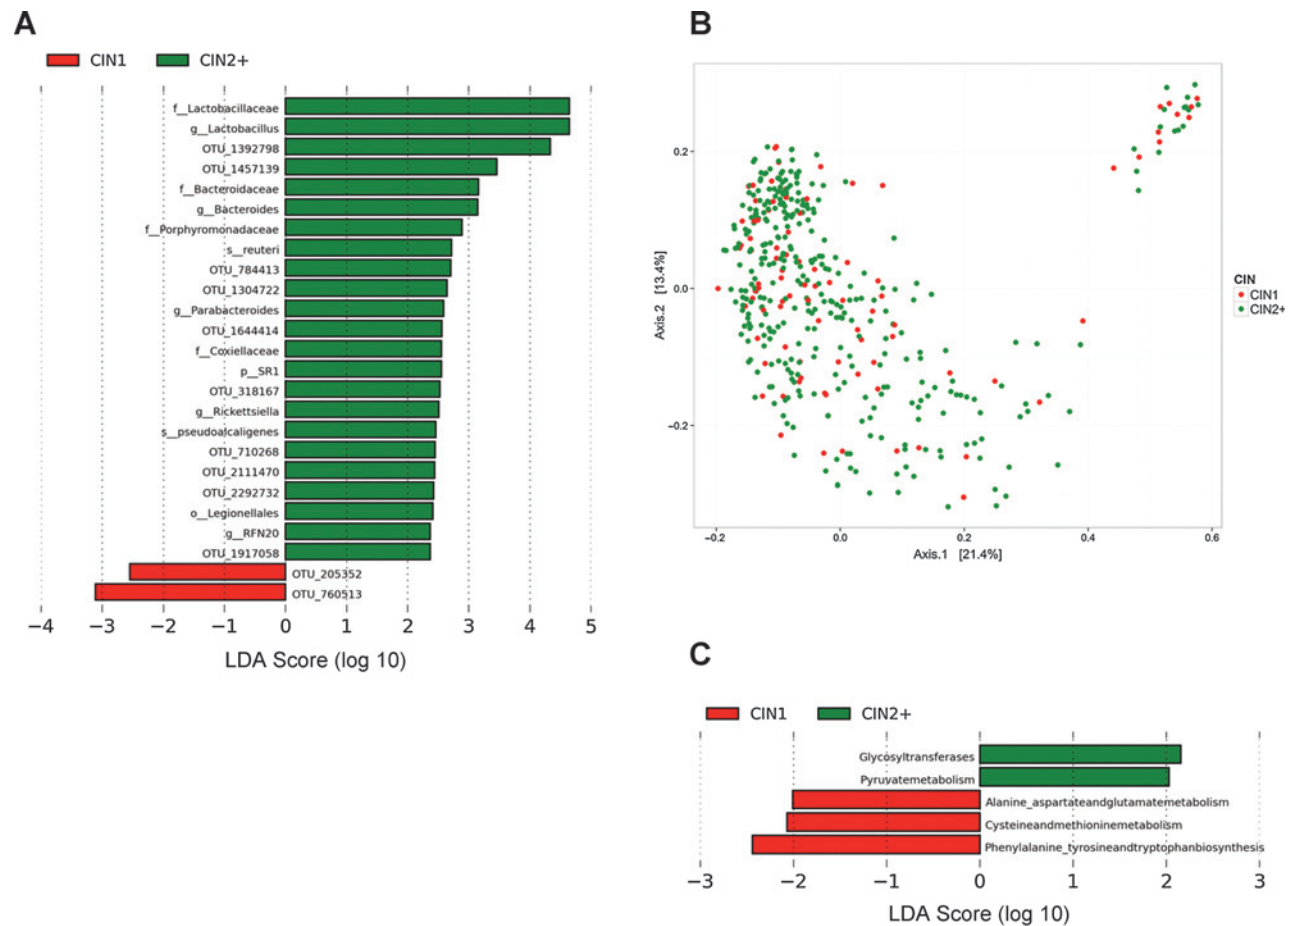 A
CIN1 CIN2+
f__Lactobacillaceae
g__Lactobacillus
OTU_1392798
OTU_1457139
f__Bacteroidaceae
g__Bacteroides
f__Porphyromonadaceae
s__reuteri
OTU_784413
OTU_1304722
g__Parabacteroides
OTU_1644414
f__Coxiellaceae
p__SR1
OTU_318167
g__Rickettsiella
s__pseudoalcaligenes
OTU_710268
OTU_2111470
OTU_2292732
o__Legionellales
g__RFN20
OTU_1917058
OTU_205352
OTU_760513
−4 −3 −2 −1 0 1 2 3 4 5
LDA Score (log 10)
B
0.2
0.0
−0.2
Axis.2 [13.4%]
−0.2 0.0 0.2 0.4 0.6
Axis.1 [21.4%]
CIN
CIN1
CIN2+
C
CIN1 CIN2+
Glycosyltransferases
Pyruvatemetabolism
Alanine_aspartateandglutamatemetabolism
Cysteineandmethioninemetabolism
Phenylalanine_tyrosineandtryptophanbiosynthesis
−3 −2 −1 0 1 2 3
LDA Score (log 10)